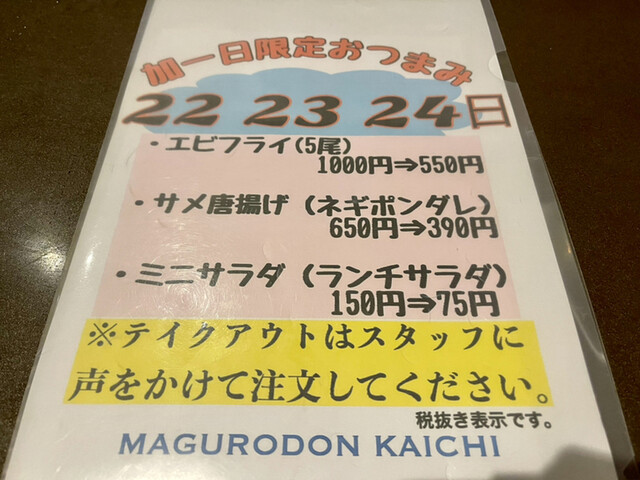 加一日限定おつまみ
22 23 24日
・エビフライ(5尾)
1000円⇒550円
・サメ唐揚げ (ネギポンダレ)
650円⇒390円
・ミニサラダ (ランチサラダ)
150円⇒75円
※テイクアウトはスタッフに
声をかけて注文してください。
税抜き表示です。
MAGURODON KAICHI